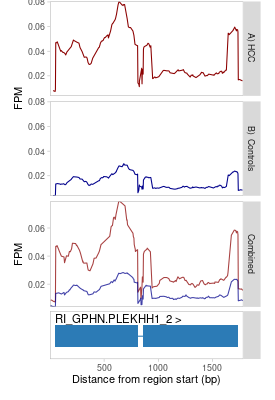 0.08
0.06
0.04
0.02
FPM
A) HCC
0.08
0.06
0.04
0.02
B) Controls
0.06
0.04
0.02
FPM
Combined
RI_GPHN.PLEKHH1_2 >
500
1000
1500
Distance from region start (bp)